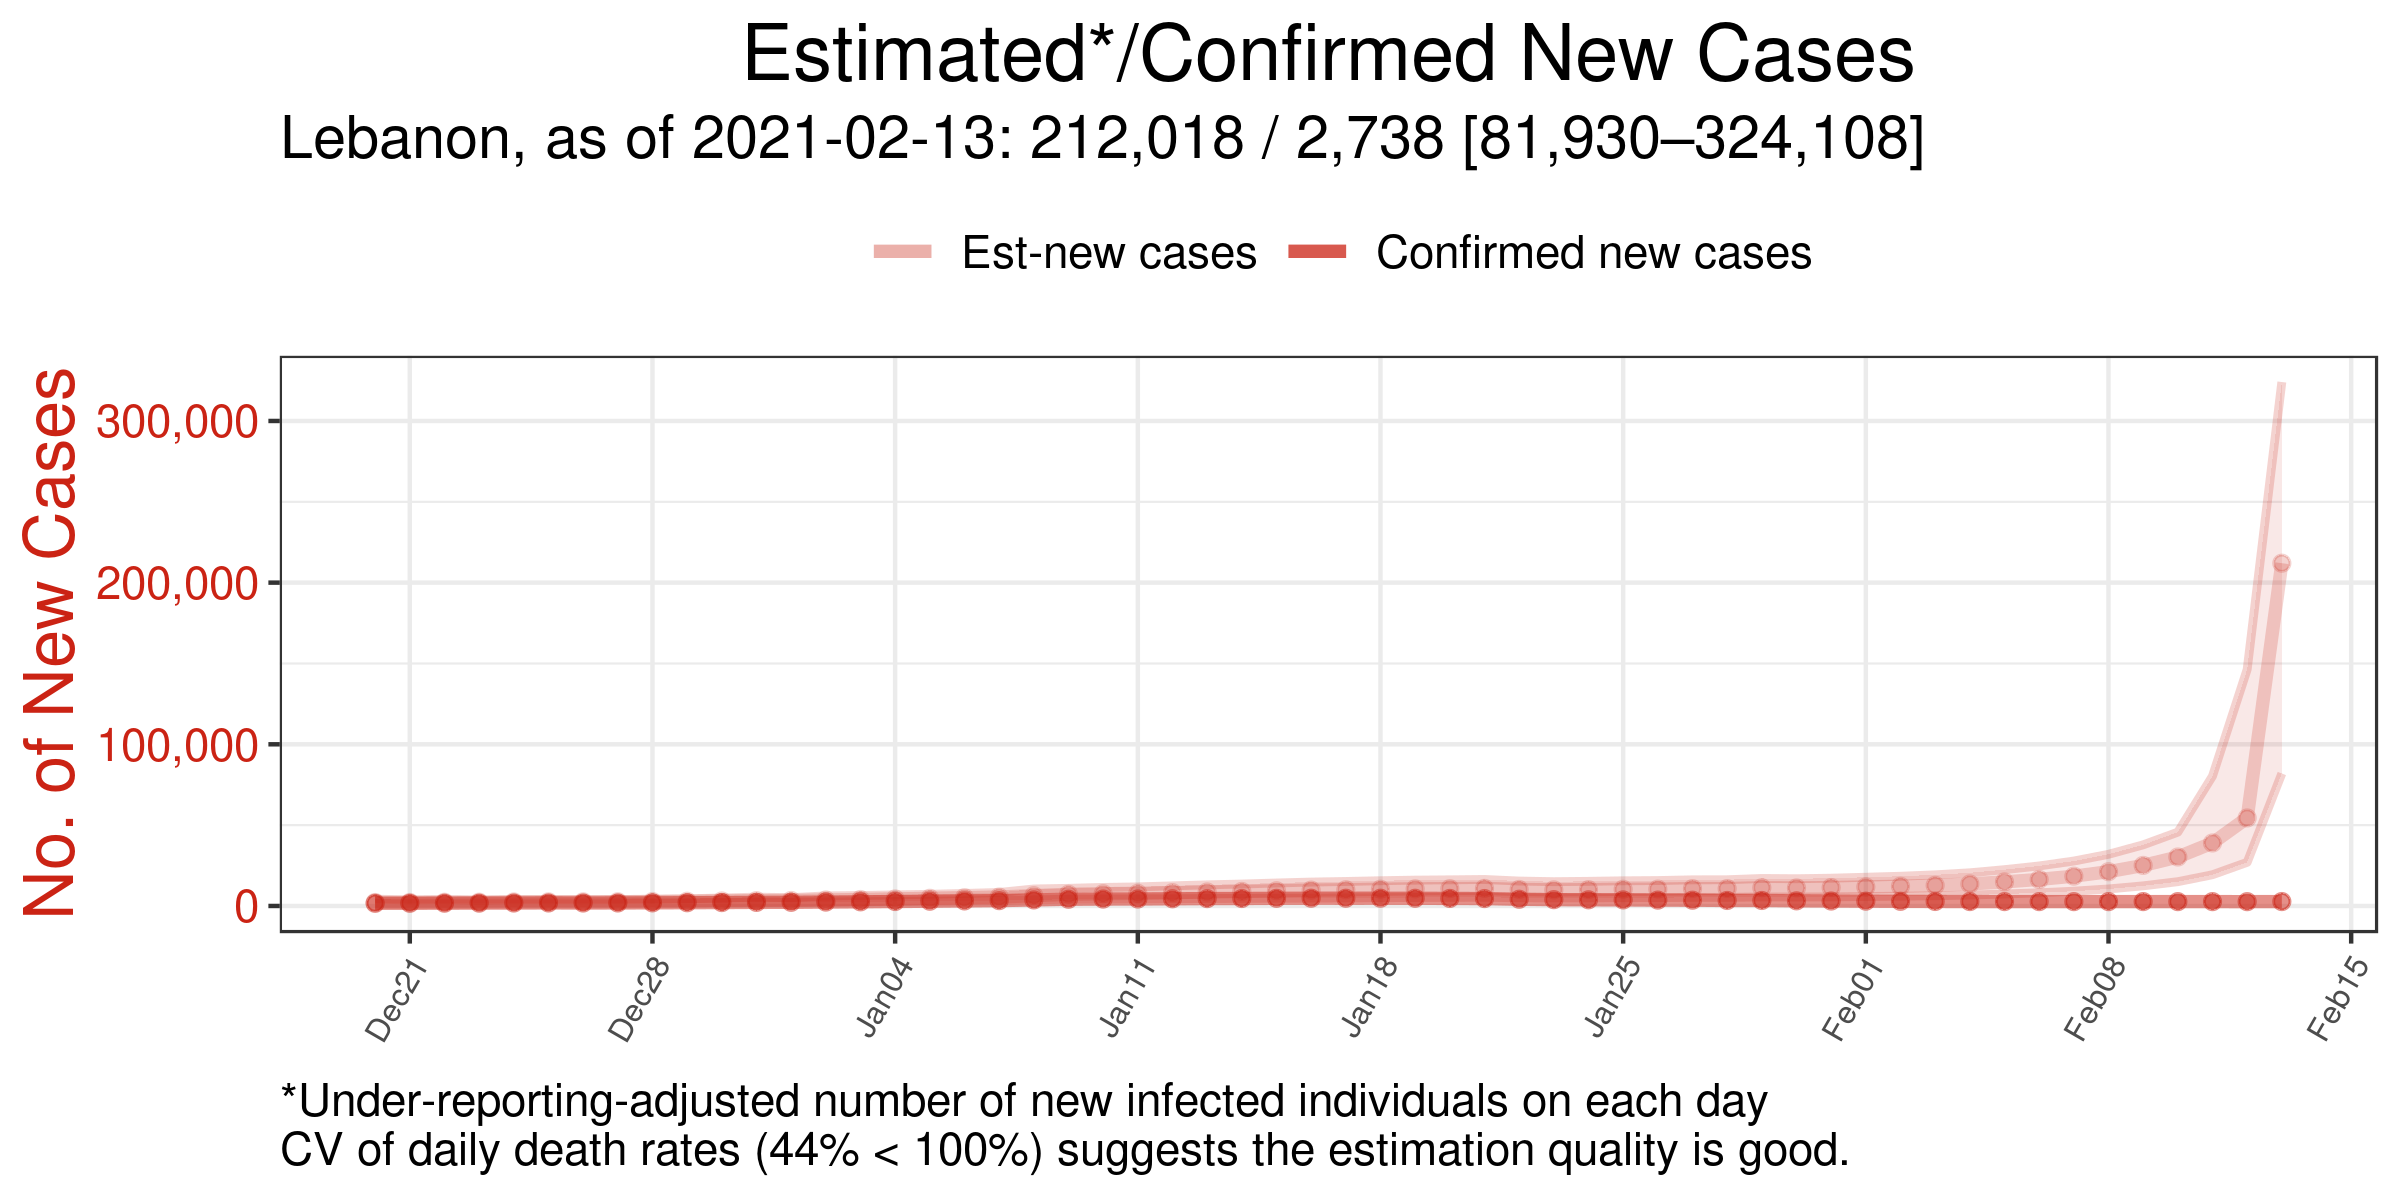 Estimated*/Confirmed New Cases
Lebanon, as of 2021-02-13: 212,018 / 2,738 [81,930–324,108]
Est-new cases
Confirmed new cases
No. of New Cases
300,000
200,000
100,000
0
Dec21
Dec28
Jan04
Jan11
Jan18
Jan25
Feb01
Feb08
Feb15
*Under-reporting-adjusted number of new infected individuals on each day
CV of daily death rates (44% < 100%) suggests the estimation quality is good.